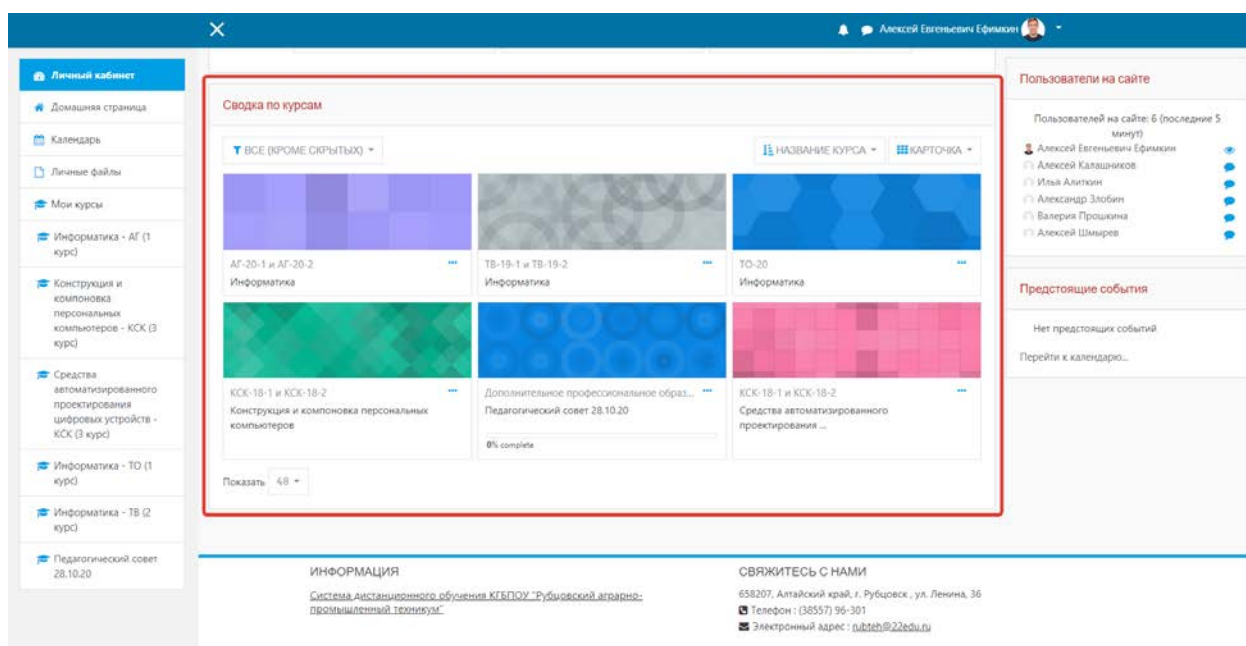 Алексей Евгеньевич Ефимкин
Личный кабинет
Домашняя страница
Календарь
Личные файлы
Мои курсы
Информатика - АГ (1
курс)
Конструкция и
компоновка
персональных
компьютеров - КСК (3
курс)
Средства
автоматизированного
проектирования
цифровых устройств -
КСК (3 курс)
Информатика - ТО (1
курс)
Информатика - ТВ (2
курс)
Педагогический совет
28.10.20
Сводка по курсам
ВСЕ (КРОМЕ СКРЫТЫХ)
НАЗВАНИЕ КУРСА
КАРТОЧКА
АГ-20-1 и АГ-20-2
Информатика
ТВ-19-1 и ТВ-19-2
Информатика
ТО-20
Информатика
КСК-18-1 и КСК-18-2
Конструкция и компоновка персональных
компьютеров
Дополнительное профессиональное образ...
Педагогический совет 28.10.20
0% complete
КСК-18-1 и КСК-18-2
Средства автоматизированного
проектирования ...
Показать 48
Пользователи на сайте
Пользователей на сайте: 6 (последние 5
минут)
Алексей Евгеньевич Ефимкин
Алексей Калашников
Илья Алиткин
Александр Злобин
Валерия Прошкина
Алексей Шмырев
Предстоящие события
Нет предстоящих событий
Перейти к календарю...
ИНФОРМАЦИЯ
Система дистанционного обучения КГБПОУ "Рубцовский аграрно-
промышленный техникум"
СВЯЖИТЕСЬ С НАМИ
658207, Алтайский край, г. Рубцовск , ул. Ленина, 36
Телефон : (38557) 96-301
Электронный адрес : rubteh@22edu.ru